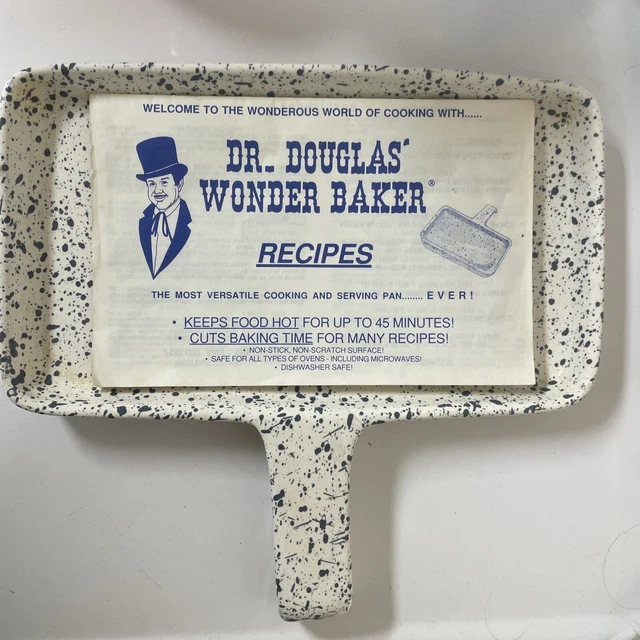 WELCOME TO THE WONDEROUS WORLD OF COOKING WITH......
DR. DOUGLAS'
WONDER BAKER®
RECIPES
THE MOST VERSATILE COOKING AND SERVING PAN........ EVER!
• KEEPS FOOD HOT FOR UP TO 45 MINUTES!
• CUTS BAKING TIME FOR MANY RECIPES!
• NON-STICK, NON-SCRATCH SURFACE!
• SAFE FOR ALL TYPES OF OVENS - INCLUDING MICROWAVES!
• DISHWASHER SAFE!